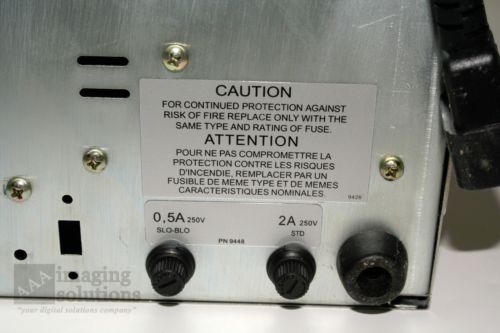 CAUTION
FOR CONTINUED PROTECTION AGAINST
RISK OF FIRE REPLACE ONLY WITH THE
SAME TYPE AND RATING OF FUSE.
ATTENTION
POUR NE PAS COMPROMETTRE LA
PROTECTION CONTRE LES RISQUES
D'INCENDIE, REMPLACER PAR UN
FUSIBLE DE MEME TYPE ET DE MEMES
CARACTERISTIQUES NOMINALES.
9426
0,5A 250V
SLO-BLO
PN 9448
2A 250V
STD
AAA imaging
solutions
"your digital solutions company"